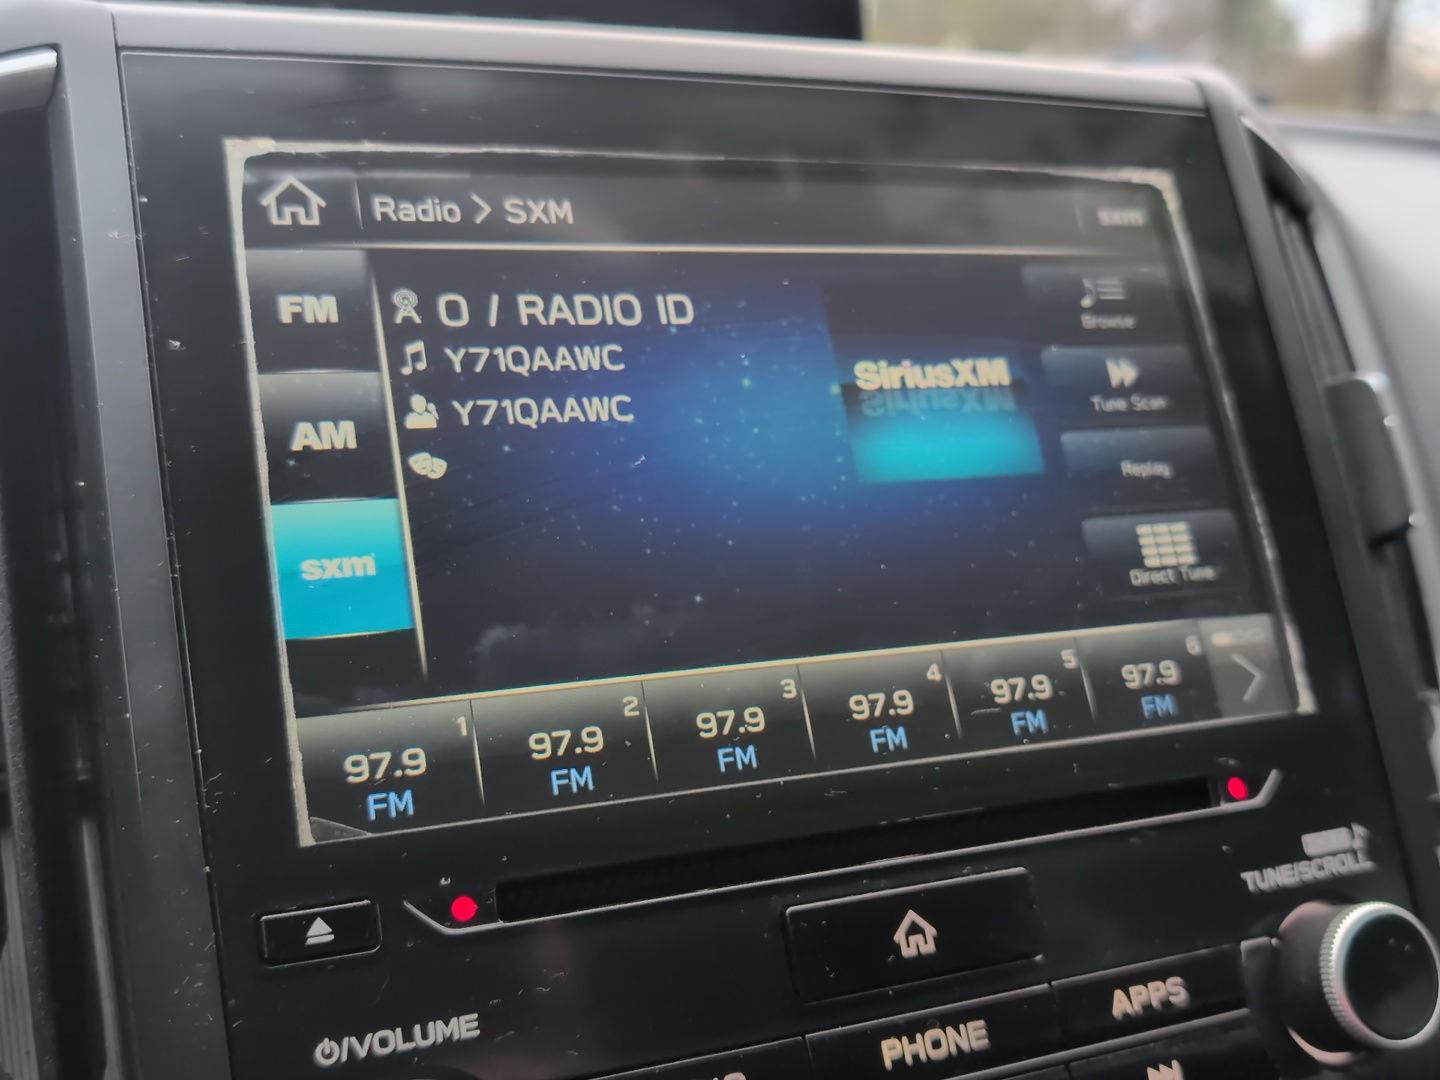 Radio > SXM
sxm
FM
AM
sxm
0 / RADIO ID
Y71QAAWC
Y71QAAWC
SiriusXM
Browse
Tune Scan
Replay
Direct Tune
1
97.9
FM
2
97.9
FM
3
97.9
FM
4
97.9
FM
5
97.9
FM
6
97.9
FM
TUNE/SCROLL
/VOLUME
PHONE
APPS